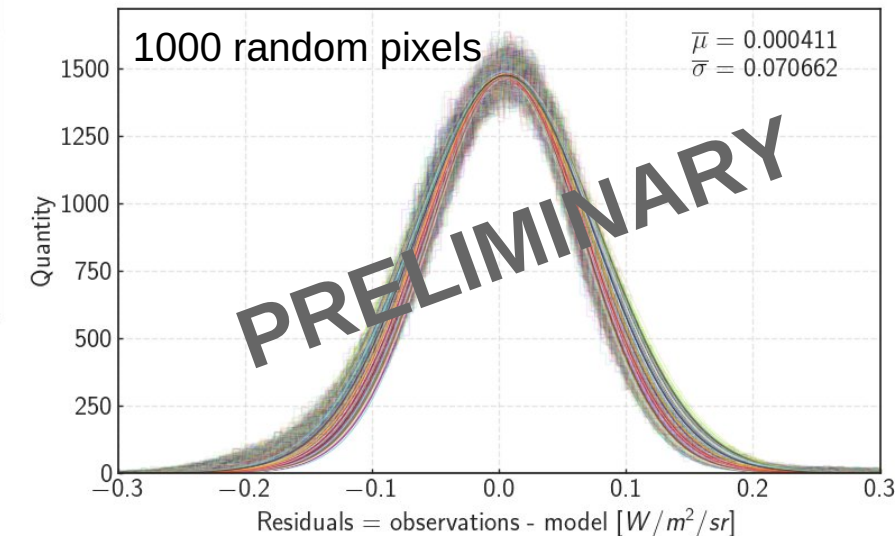 1000 random pixels
μ̅ = 0.000411
σ̅ = 0.070662
1500
1250
1000
750
500
250
0
Quantity
PRELIMINARY
−0.3 −0.2 −0.1 0.0 0.1 0.2 0.3
Residuals = observations - model [W/m²/sr]